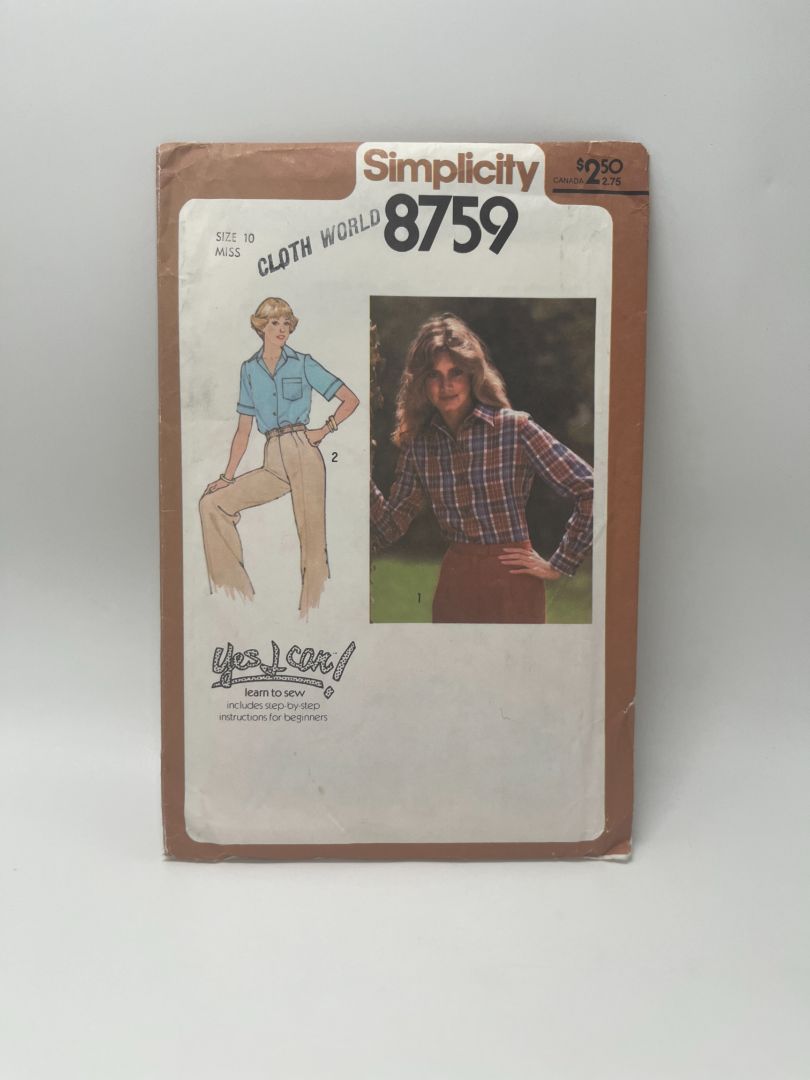 Simplicity
$2.50
CANADA 2.75
8759
SIZE 10
MISS
CLOTH WORLD
2
1
Yes I can!
learn to sew
includes step-by-step
instructions for beginners